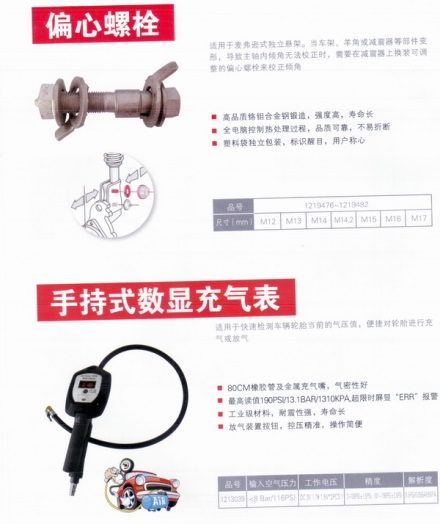 偏心螺栓
适用于麦弗逊式独立悬架。当车架、羊角或减震器等部件变
形，导致主轴内倾角无法校正时，需要在减震器上换装可调
整的偏心螺栓来校正倾角
高品质铬钼合金钢锻造，强度高，寿命长
全电脑控制热处理过程，品质可靠，不易折断
塑料袋独立包装，标识醒目，用户称心
品号 1219476~1219482
尺寸(mm) M12 M13 M14 M14.2 M15 M16 M17
手持式数显充气表
适用于快速检测车辆轮胎当前的气压值，便捷对轮胎进行充
气或放气
80CM橡胶管及金属充气嘴，气密性好
最高读值190PSI/13.1BAR/1310KPA,超限时屏显“ERR”报警
工业级材料，耐震性强，寿命长
放气装置按钮，控压精准，操作简便
AIR
品号 输入空气压力 工作电压 精度 解析度
1213039 <8 Bar/116PSI